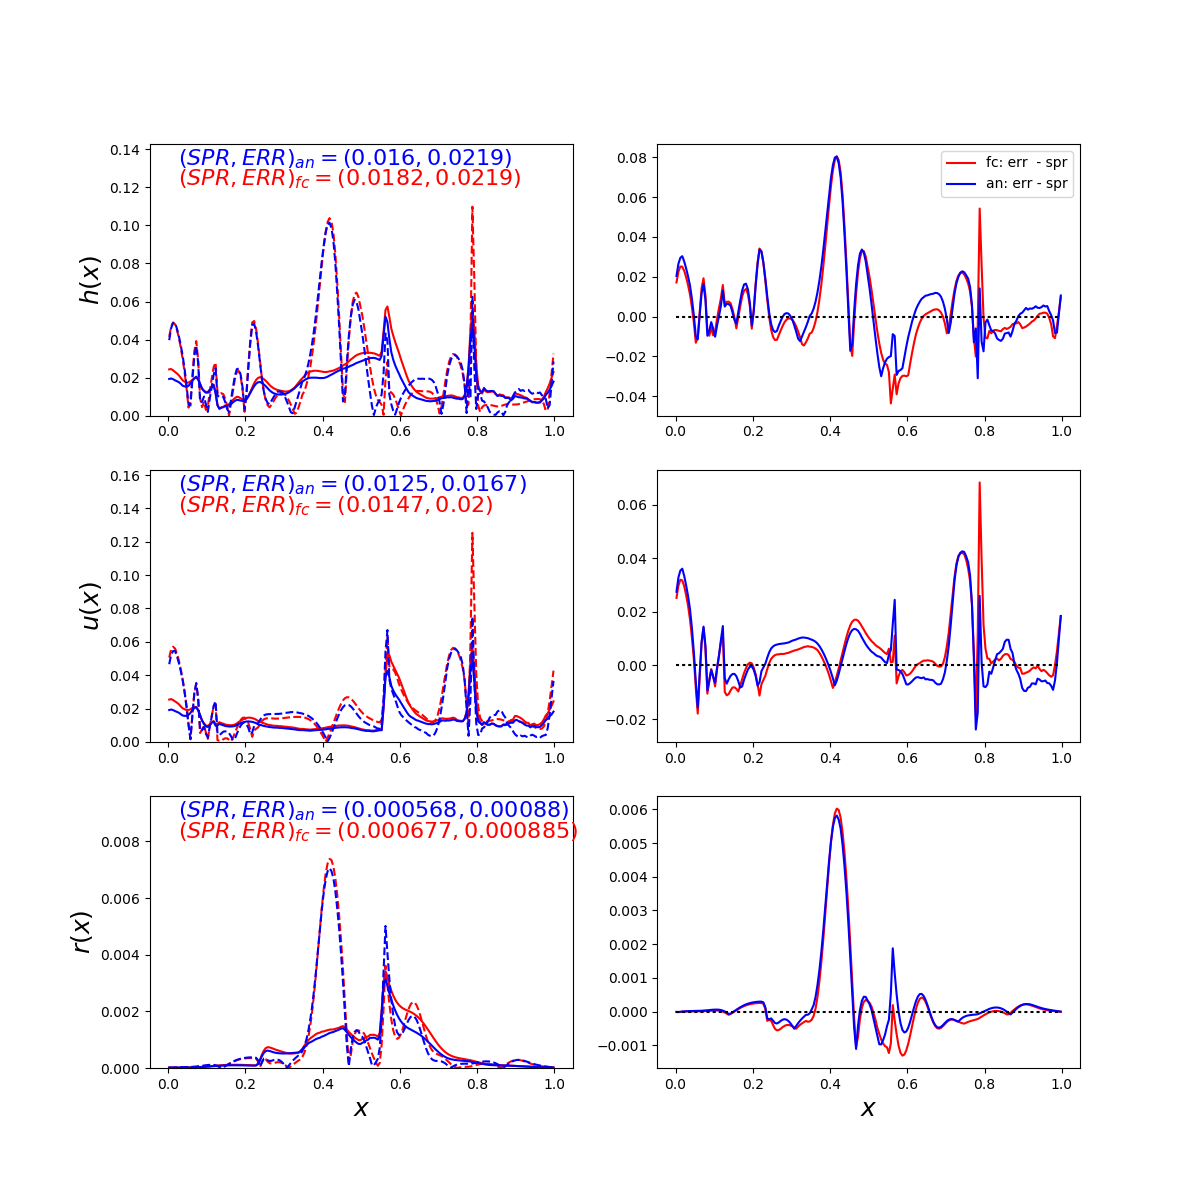 (SPR, ERR)an = (0.016, 0.0219)
(SPR, ERR)fc = (0.0182, 0.0219)
h(x)
0.14
0.12
0.10
0.08
0.06
0.04
0.02
0.00
0.0 0.2 0.4 0.6 0.8 1.0
fc: err - spr
an: err - spr
0.08
0.06
0.04
0.02
0.00
−0.02
−0.04
0.0 0.2 0.4 0.6 0.8 1.0
(SPR, ERR)an = (0.0125, 0.0167)
(SPR, ERR)fc = (0.0147, 0.02)
u(x)
0.16
0.14
0.12
0.10
0.08
0.06
0.04
0.02
0.00
0.0 0.2 0.4 0.6 0.8 1.0
0.06
0.04
0.02
0.00
−0.02
0.0 0.2 0.4 0.6 0.8 1.0
(SPR, ERR)an = (0.000568, 0.00088)
(SPR, ERR)fc = (0.000677, 0.000885)
r(x)
0.008
0.006
0.004
0.002
0.000
0.0 0.2 0.4 0.6 0.8 1.0
x
0.006
0.005
0.004
0.003
0.002
0.001
0.000
−0.001
0.0 0.2 0.4 0.6 0.8 1.0
x